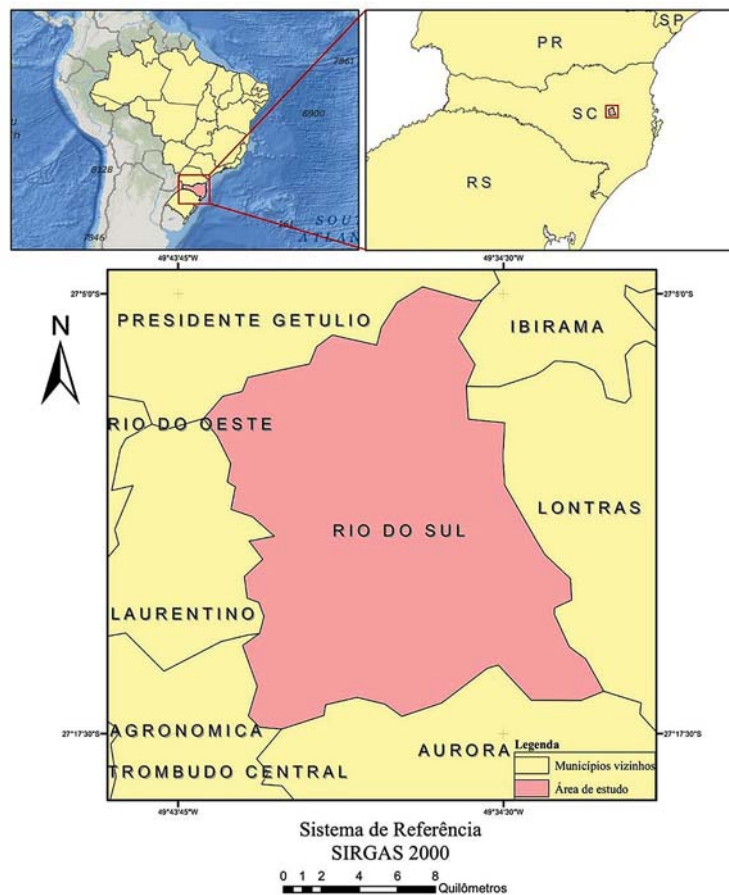 7861
6900
8128
7846
164
SOUT
ATLAN
SP
PR
SC
RS
49°43'45"W
49°34'30"W
27°5'0"S
27°5'0"S
N
PRESIDENTE GETULIO
IBIRAMA
RIO DO OESTE
LONTRAS
RIO DO SUL
LAURENTINO
27°17'30"S
27°17'30"S
AGRONOMICA
AURORA
TROMBUDO CENTRAL
Legenda
Municípios vizinhos
Área de estudo
49°43'45"W
49°34'30"W
Sistema de Referência
SIRGAS 2000
0 1 2 4 6 8
Quilômetros